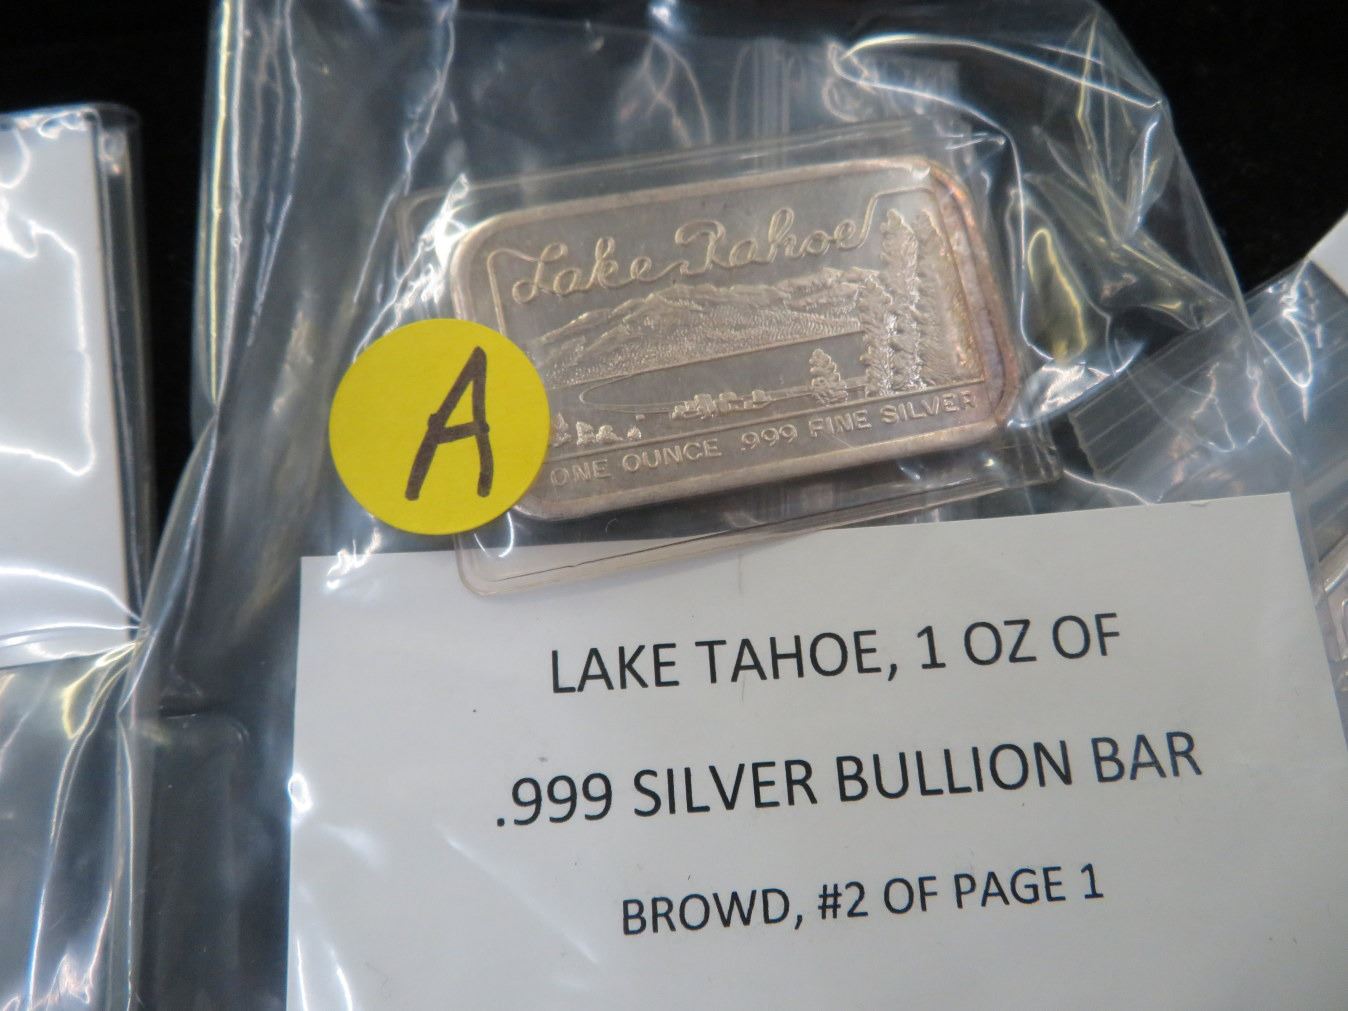 Lake Tahoe
ONE OUNCE .999 FINE SILVER
A
LAKE TAHOE, 1 OZ OF
.999 SILVER BULLION BAR
BROWD, #2 OF PAGE 1